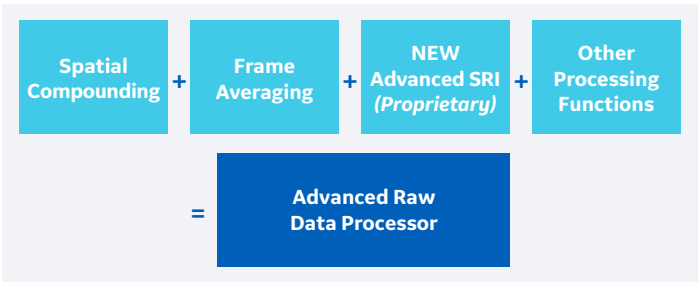 Spatial
Compounding
+
Frame
Averaging
+
NEW
Advanced SRI
(Proprietary)
+
Other
Processing
Functions
=
Advanced Raw
Data Processor